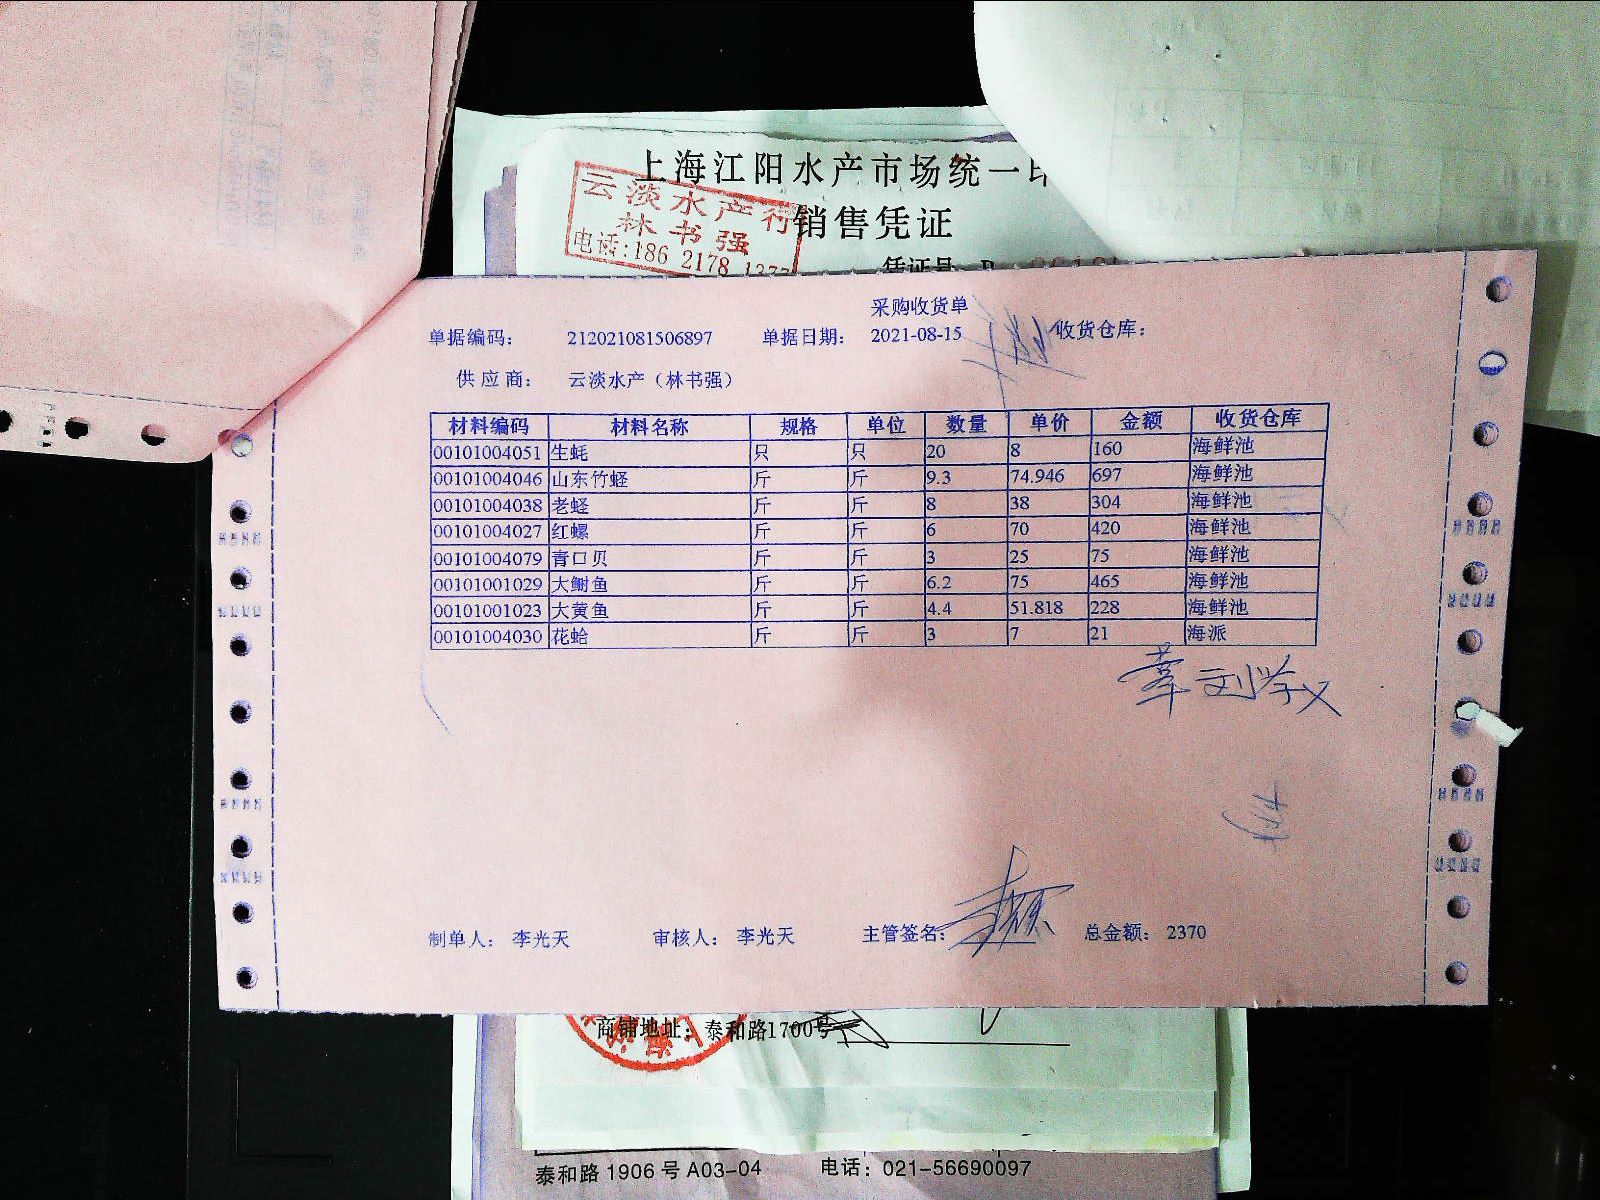 上海江阳水产市场统一印
云淡水产行
林书强
电话:186 2178 1377
销售凭证
凭证号
采购收货单
单据编码： 212021081506897 单据日期： 2021-08-15 收货仓库：
供应商： 云淡水产（林书强）
材料编码 材料名称 规格 单位 数量 单价 金额 收货仓库
00101004051 生蚝 只 只 20 8 160 海鲜池
00101004046 山东竹蛏 斤 斤 9.3 74.946 697 海鲜池
00101004038 老蛏 斤 斤 8 38 304 海鲜池
00101004027 红螺 斤 斤 6 70 420 海鲜池
00101004079 青口贝 斤 斤 3 25 75 海鲜池
00101001029 大鲥鱼 斤 斤 6.2 75 465 海鲜池
00101001023 大黄鱼 斤 斤 4.4 51.818 228 海鲜池
00101004030 花蛤 斤 斤 3 7 21 海派
制单人： 李光天 审核人： 李光天 主管签名： 总金额： 2370
商铺地址：泰和路1700号
泰和路 1906 号 A03-04 电话：021-56690097